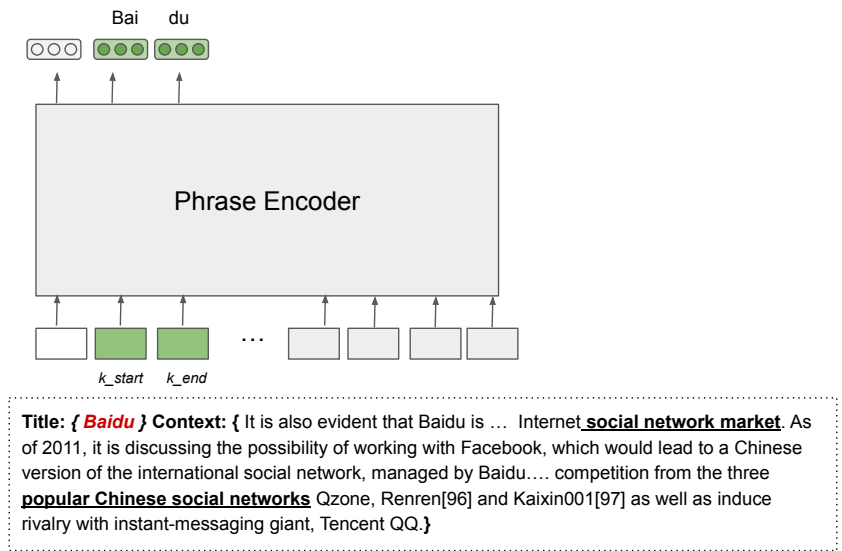 Bai du
Phrase Encoder
...
k_start k_end
Title: { Baidu } Context: { It is also evident that Baidu is … Internet social network market. As
of 2011, it is discussing the possibility of working with Facebook, which would lead to a Chinese
version of the international social network, managed by Baidu…. competition from the three
popular Chinese social networks Qzone, Renren[96] and Kaixin001[97] as well as induce
rivalry with instant-messaging giant, Tencent QQ.}